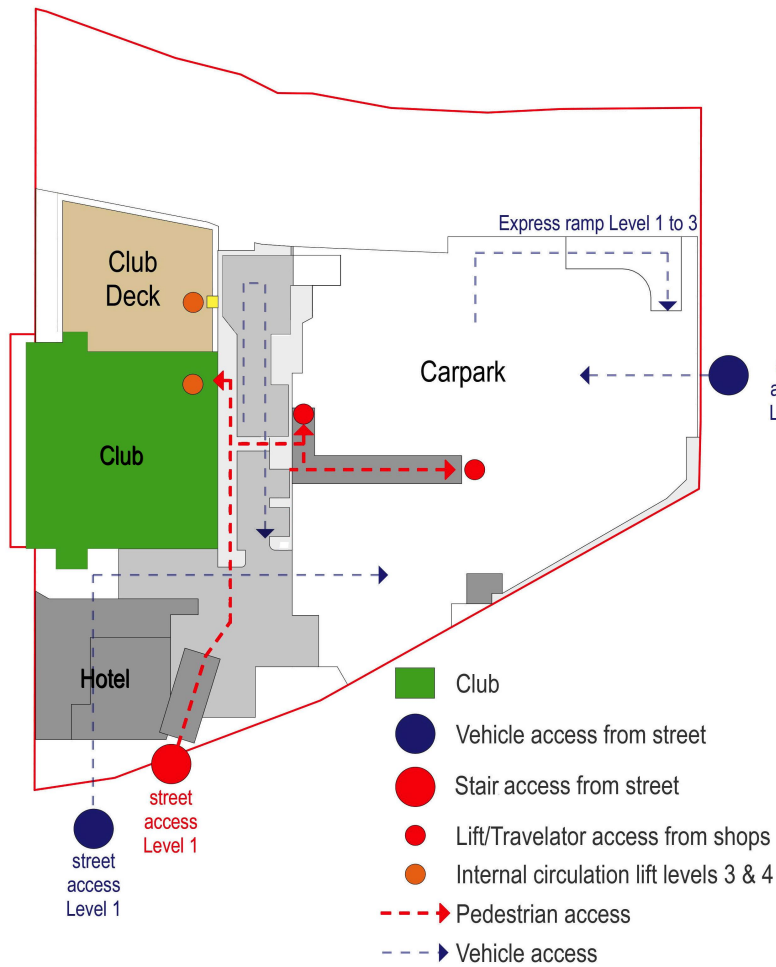 Express ramp Level 1 to 3
Club
Deck
Carpark
Club
Hotel
street
access
Level 1
street
access
Level 1
Club
Vehicle access from street
Stair access from street
Lift/Travelator access from shops
Internal circulation lift levels 3 & 4
Pedestrian access
Vehicle access